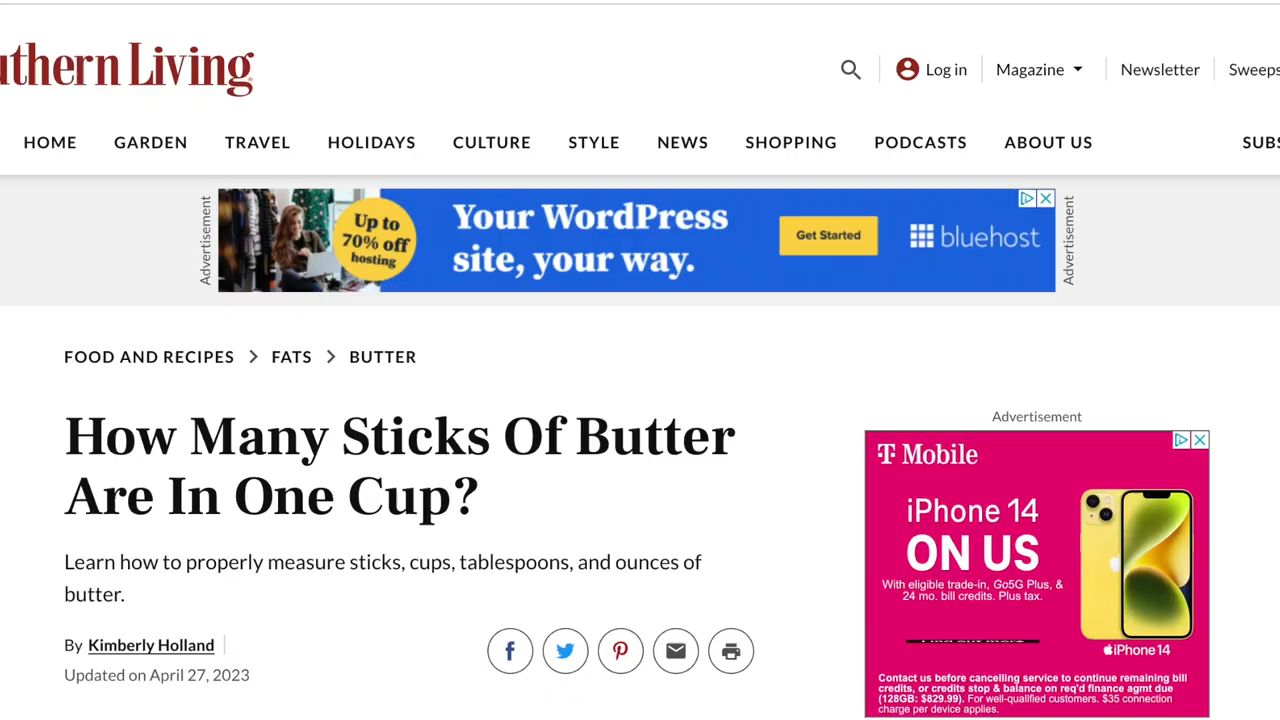 uthern Living
Log in
Magazine
Newsletter
Sweeps
HOME
GARDEN
TRAVEL
HOLIDAYS
CULTURE
STYLE
NEWS
SHOPPING
PODCASTS
ABOUT US
SUBS
Advertisement
Up to
70% off
hosting
Your WordPress
site, your way.
Get Started
bluehost
Advertisement
FOOD AND RECIPES > FATS > BUTTER
How Many Sticks Of Butter
Are In One Cup?
Learn how to properly measure sticks, cups, tablespoons, and ounces of
butter.
By Kimberly Holland
Updated on April 27, 2023
Advertisement
T Mobile
iPhone 14
ON US
With eligible trade-in, Go5G Plus, &
24 mo. bill credits. Plus tax.
iPhone 14
Contact us before cancelling service to continue remaining bill
credits, or credits stop & balance on req'd finance agmt due
(128GB: $829.99). For well-qualified customers. $35 connection
charge per device applies.